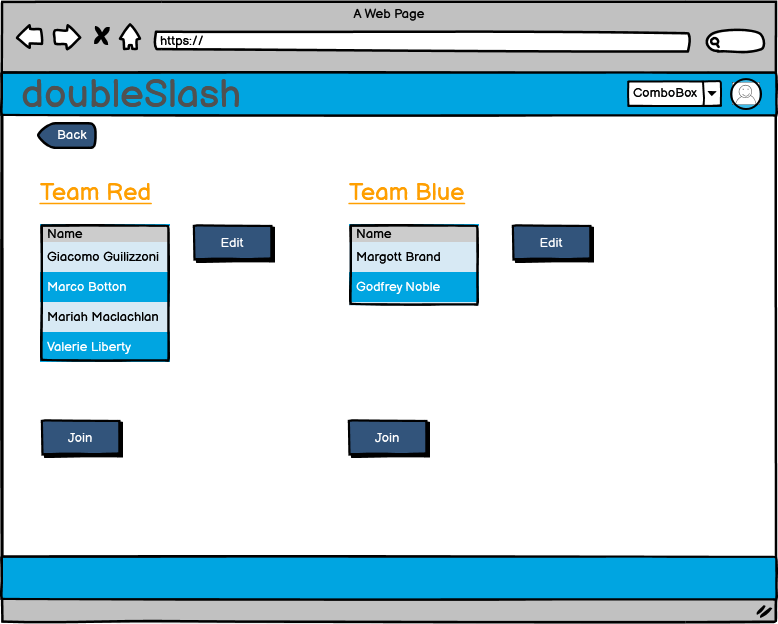 A Web Page
https://
doubleSlash
ComboBox
Back
Team Red
Name
Giacomo Guilizzoni
Marco Botton
Mariah Maclachlan
Valerie Liberty
Edit
Join
Team Blue
Name
Margott Brand
Godfrey Noble
Edit
Join